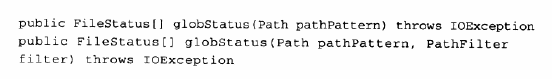 public FileStatus[] globStatus(Path pathPattern) throws IOException
public FileStatus[] globStatus(Path pathPattern, PathFilter
filter) throws IOException